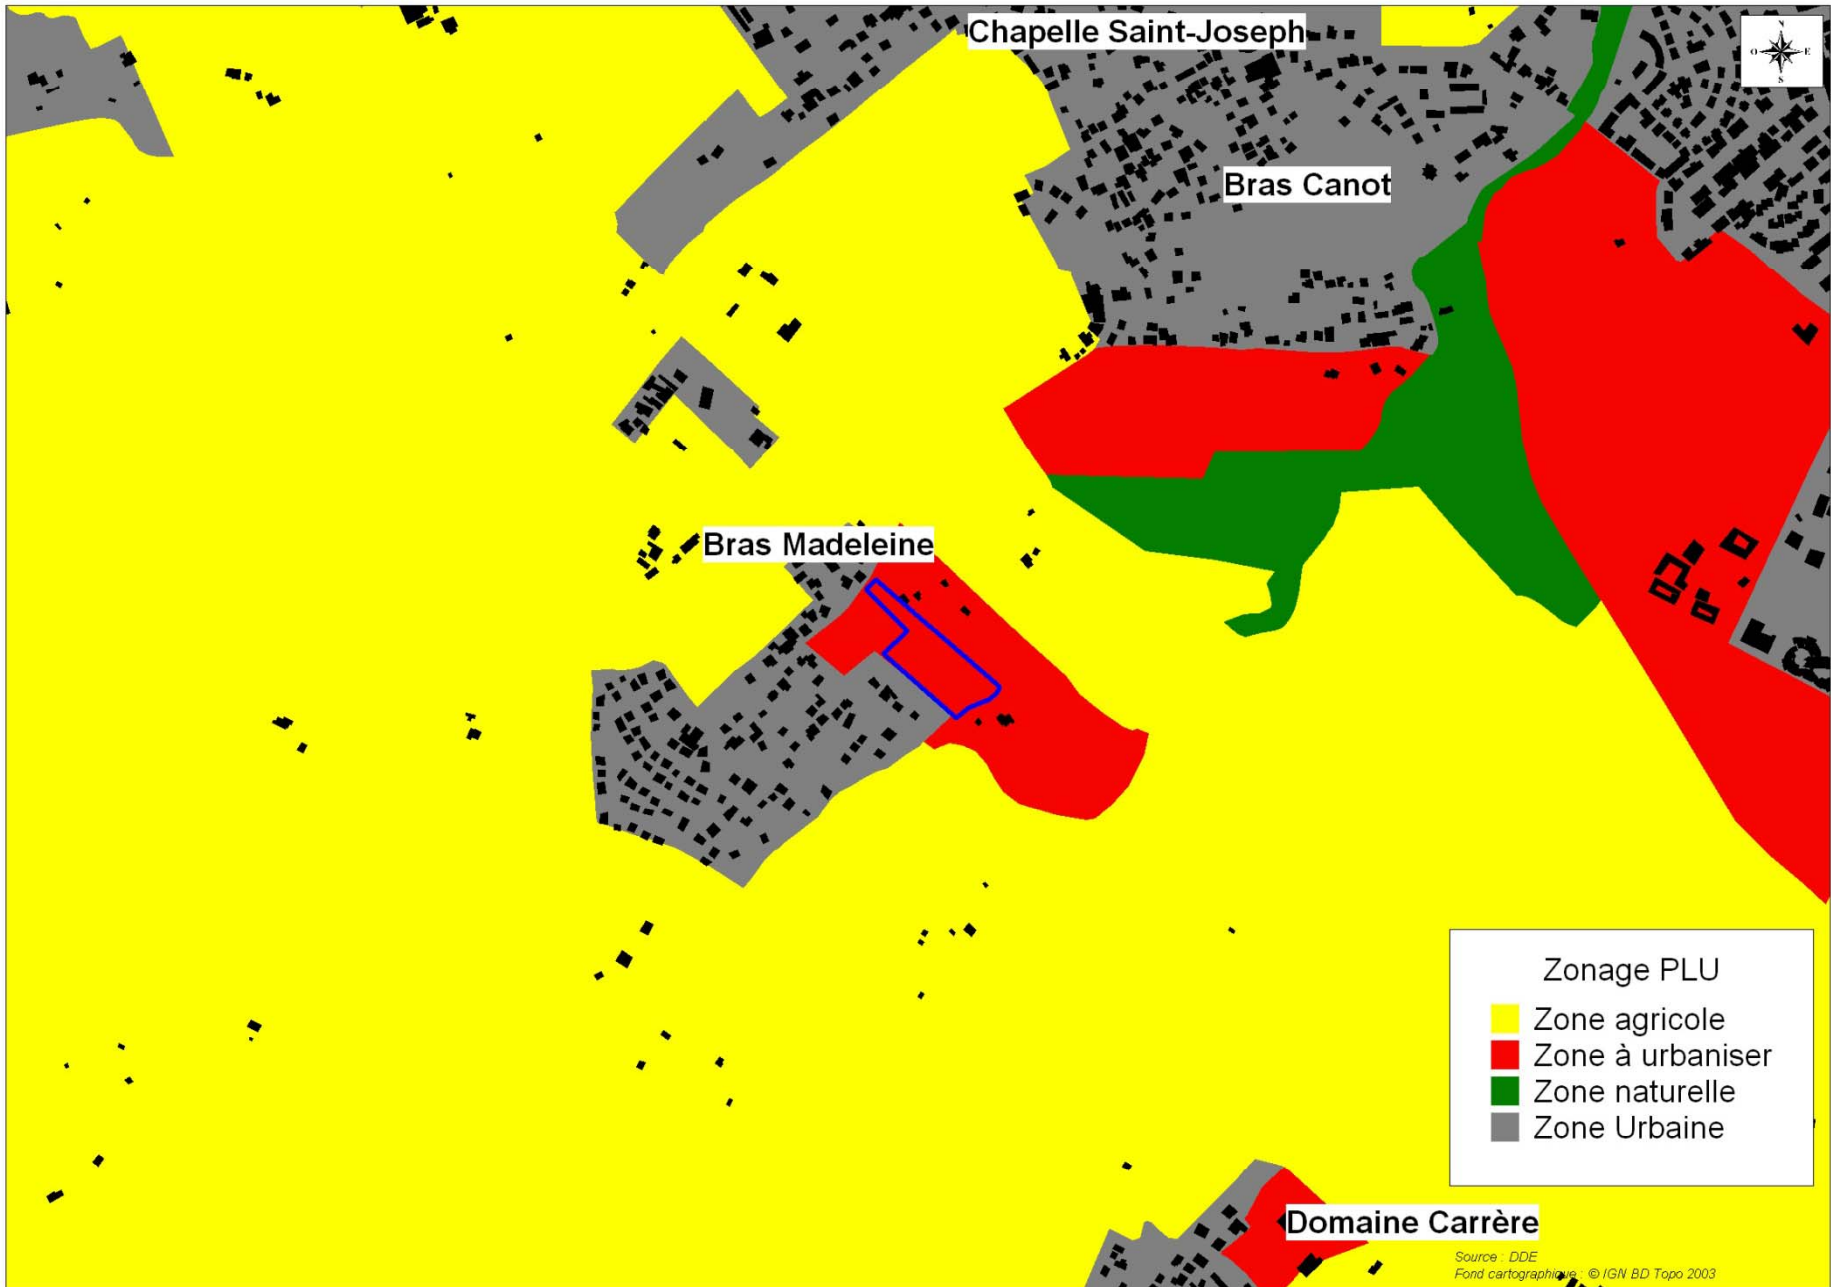 Chapelle Saint-Joseph
N
O E
S
Bras Canot
Bras Madeleine
Zonage PLU
Zone agricole
Zone à urbaniser
Zone naturelle
Zone Urbaine
Domaine Carrère
Source : DDE
Fond cartographique : © IGN BD Topo 2003